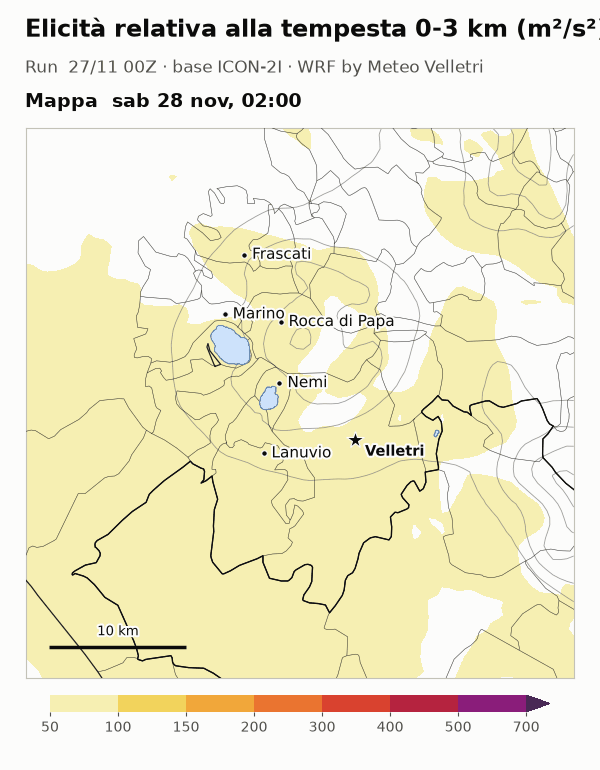 Elicità relativa alla tempesta 0-3 km (m²/s²)
Run 27/11 00Z · base ICON-2I · WRF by Meteo Velletri
Mappa sab 28 nov, 02:00
Frascati
Marino
Rocca di Papa
Nemi
Velletri
Lanuvio
10 km
50 100 150 200 300 400 500 700